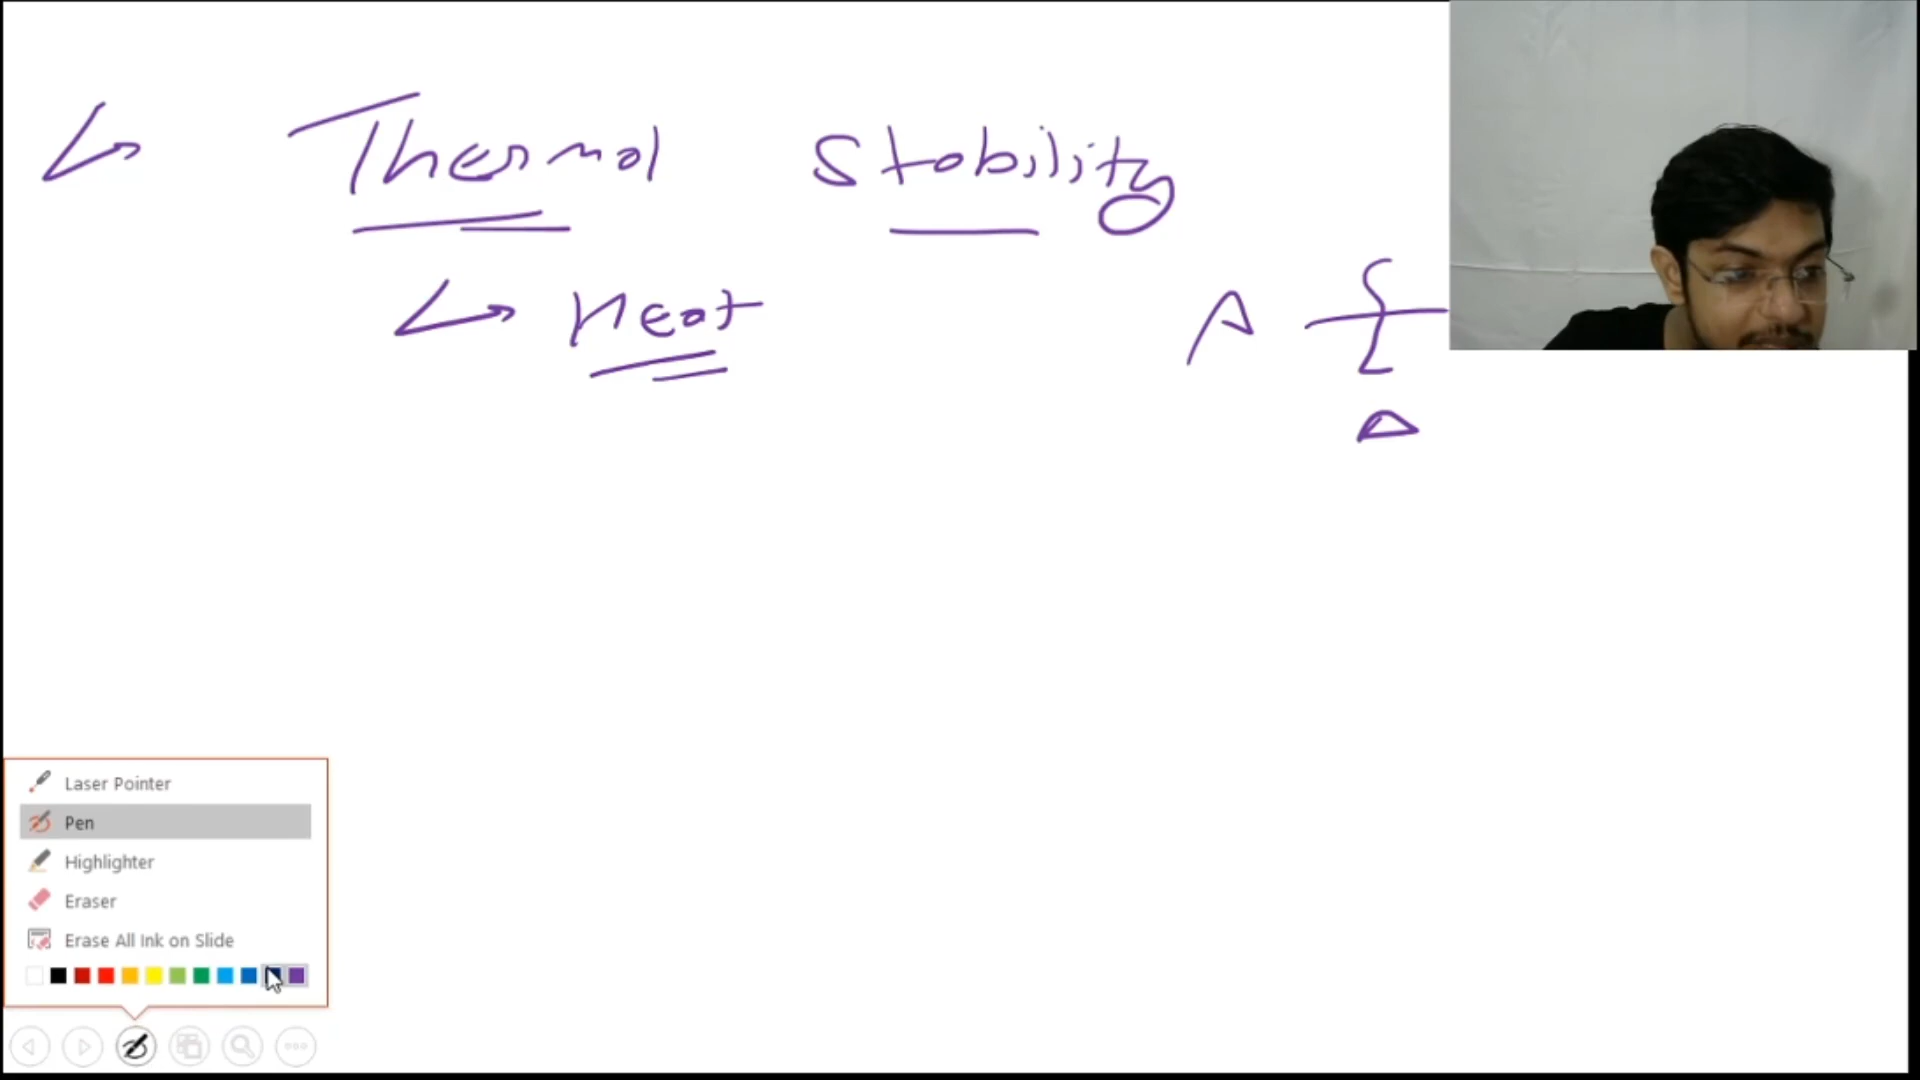 Thermal Stability
Heat
A
Δ
Laser Pointer
Pen
Highlighter
Eraser
Erase All Ink on Slide